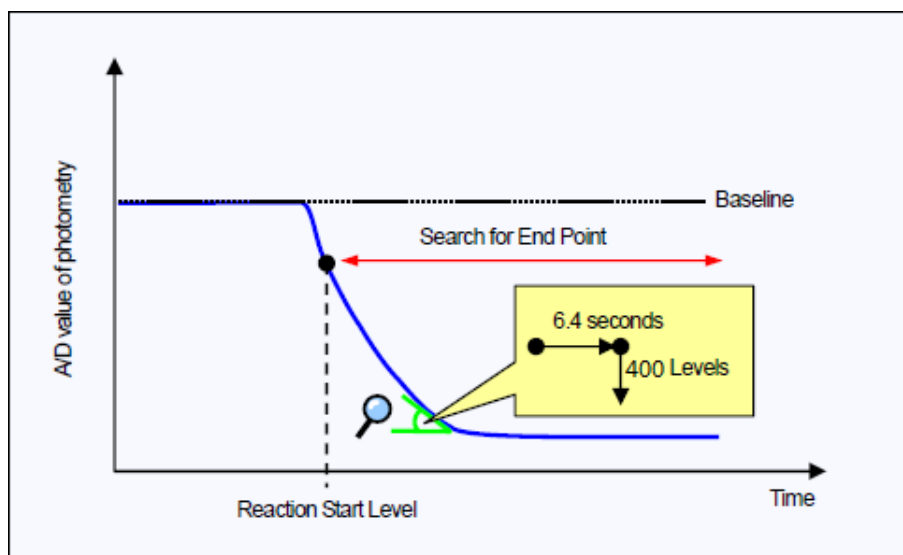 A/D value of photometry
Baseline
Search for End Point
6.4 seconds
400 Levels
Reaction Start Level
Time